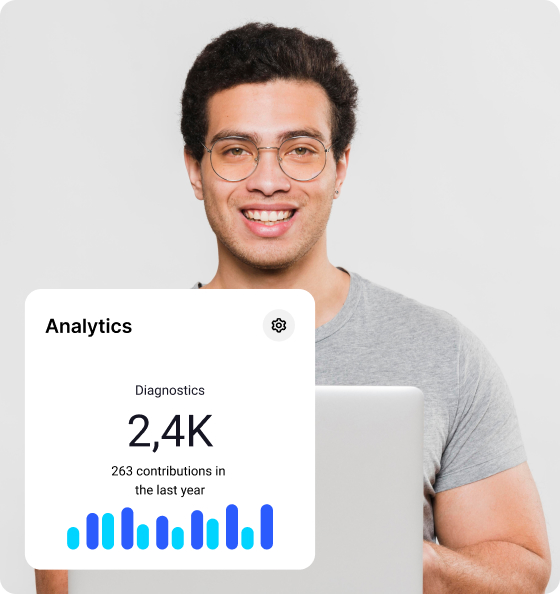 Analytics
Diagnostics
2,4K
263 contributions in
the last year